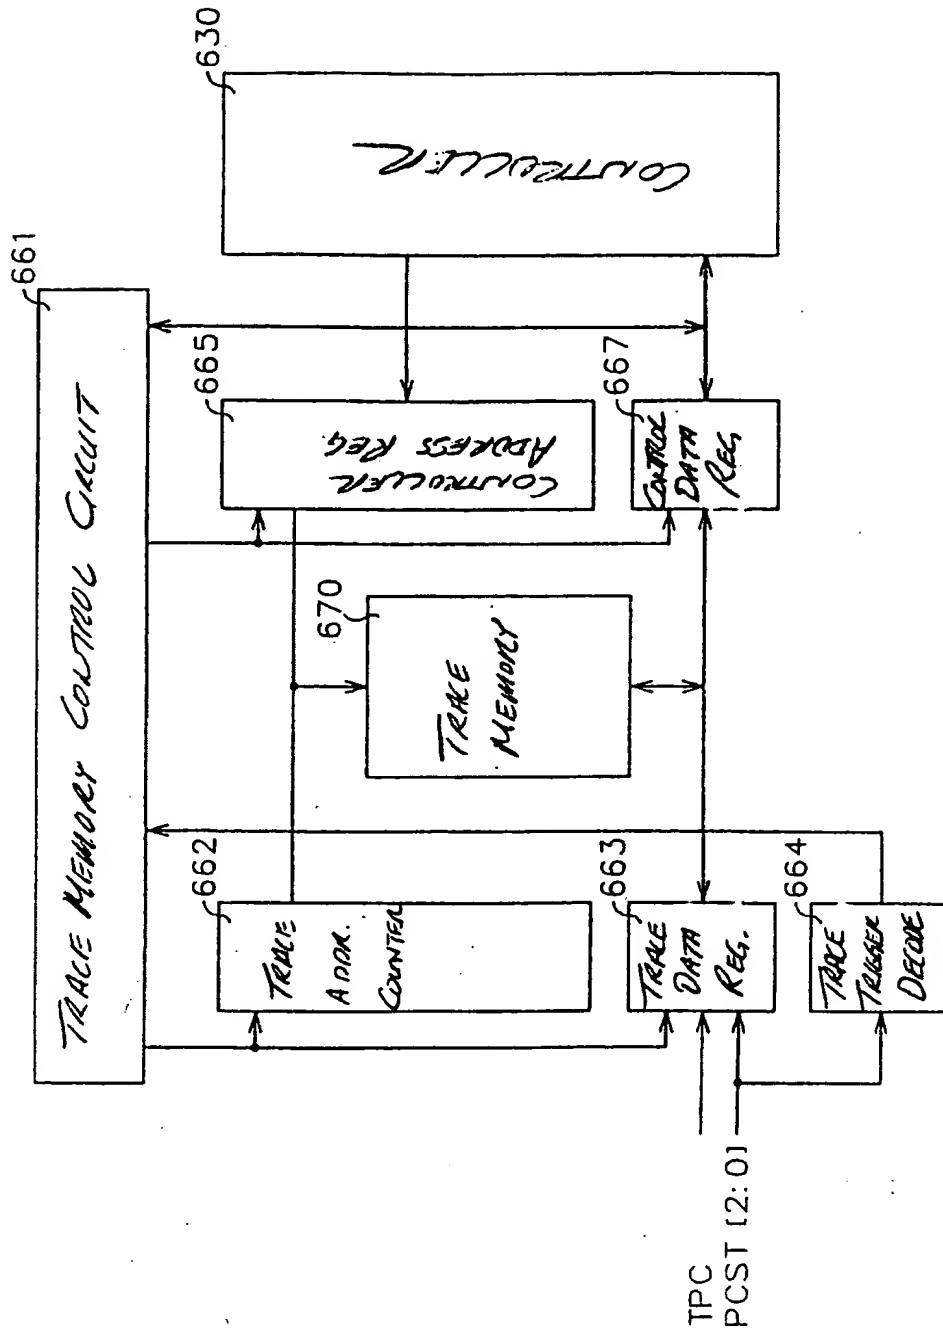 661
TRACE MEMORY CONTROL CIRCUIT
630
CONTROLLER
665
CONTROLLER
ADDRESS REG.
667
CONTROL
DATA
REG,
670
TRACE
MEMORY
662
TRACE
ADDR.
COUNTER
663
TRACE
DATA
REG.
664
TRACE
TRIGGER
DECODE
TPC
PCST [2:0]